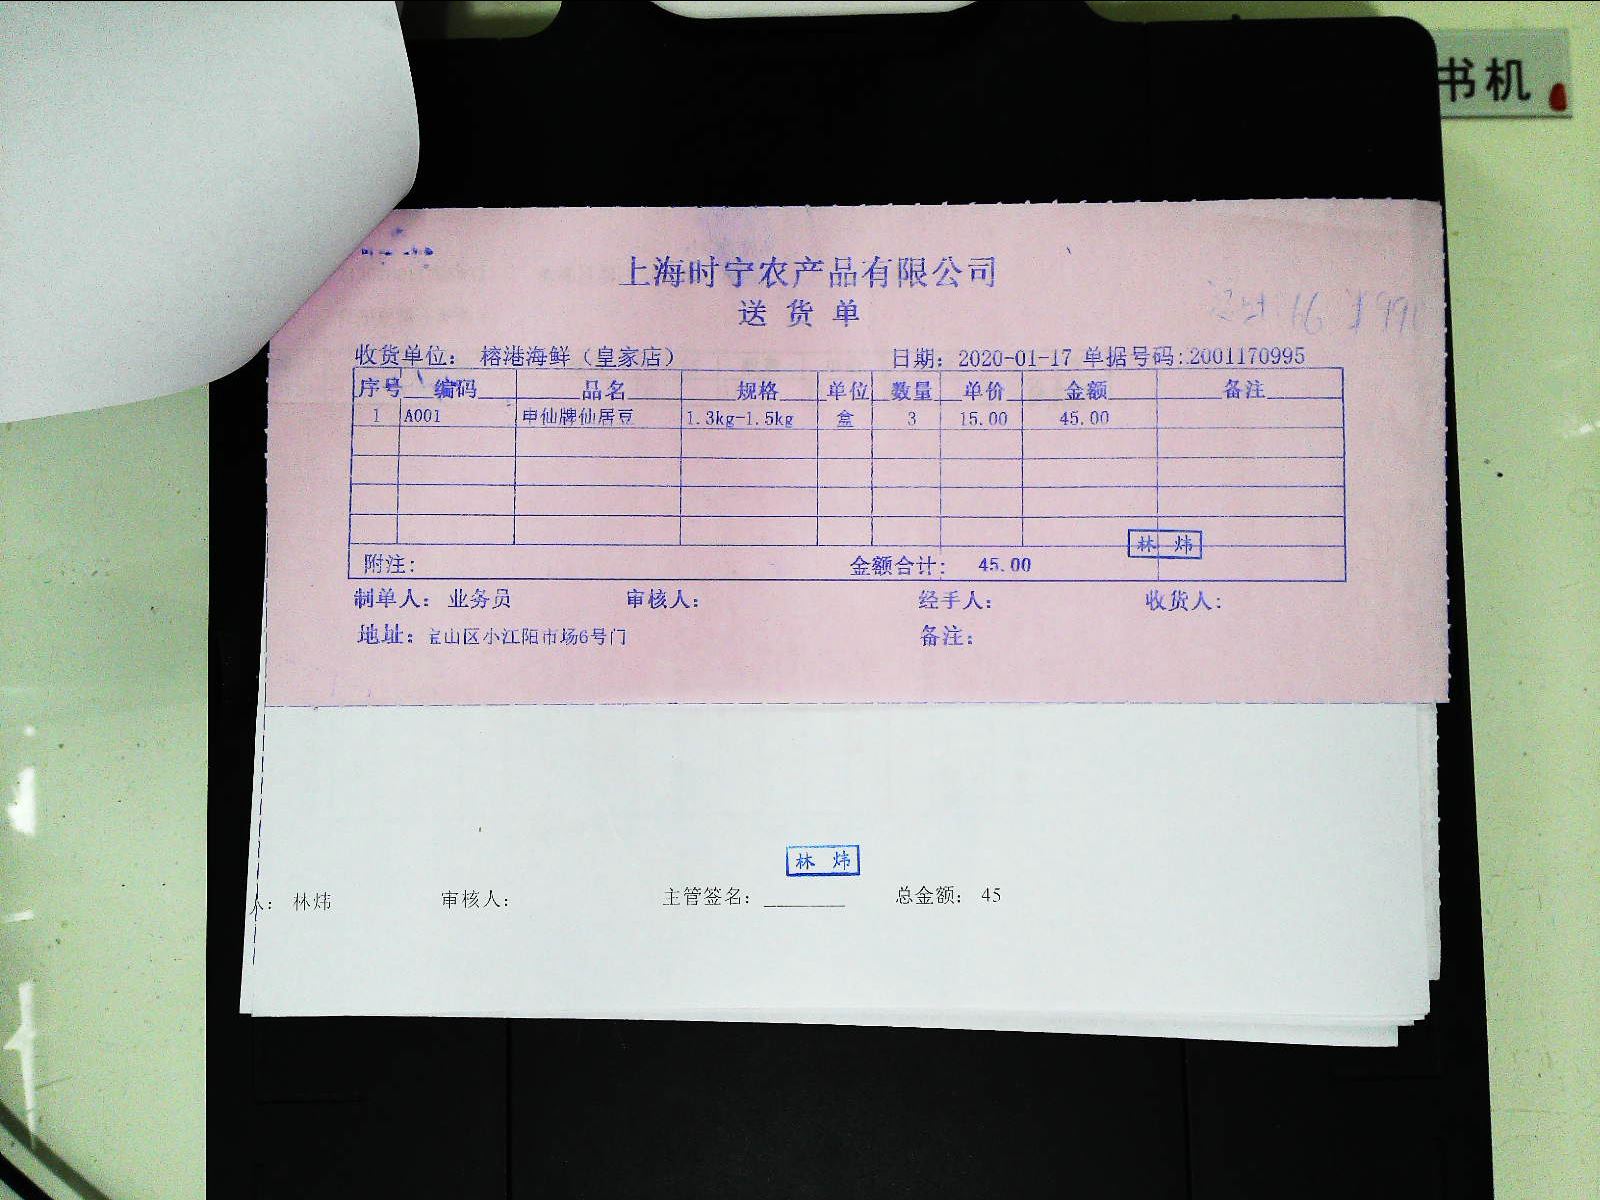 书机
上海时宁农产品有限公司
送货单
收货单位： 榕港海鲜（皇家店） 日期： 2020-01-17 单据号码:2001170995
序号 编码 品名 规格 单位 数量 单价 金额 备注
1 A001 申仙牌仙居豆 1.3kg-1.5kg 盒 3 15.00 45.00
林 炜
附注: 金额合计: 45.00
制单人： 业务员 审核人: 经手人: 收货人:
地址： 宝山区小江阳市场6号门 备注:
林 炜
人： 林炜 审核人: 主管签名: 总金额： 45